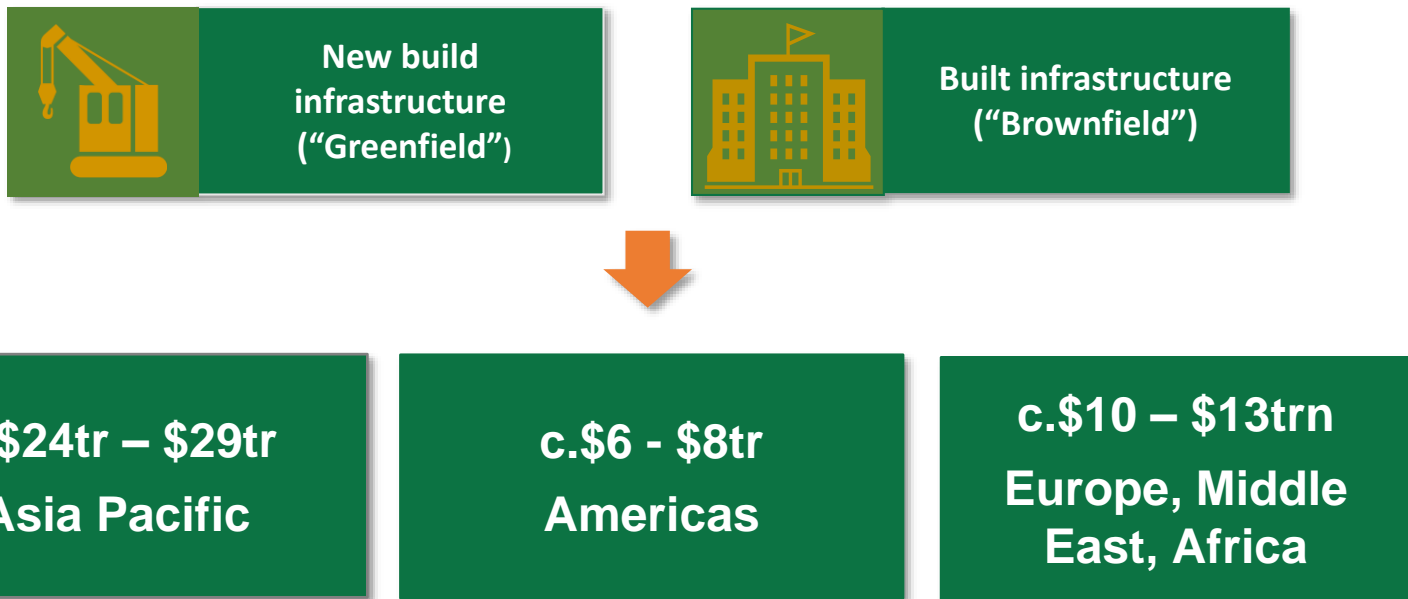 New build
infrastructure
(“Greenfield”)
Built infrastructure
(“Brownfield”)
$24tr – $29tr
Asia Pacific
c.$6 - $8tr
Americas
c.$10 – $13trn
Europe, Middle
East, Africa